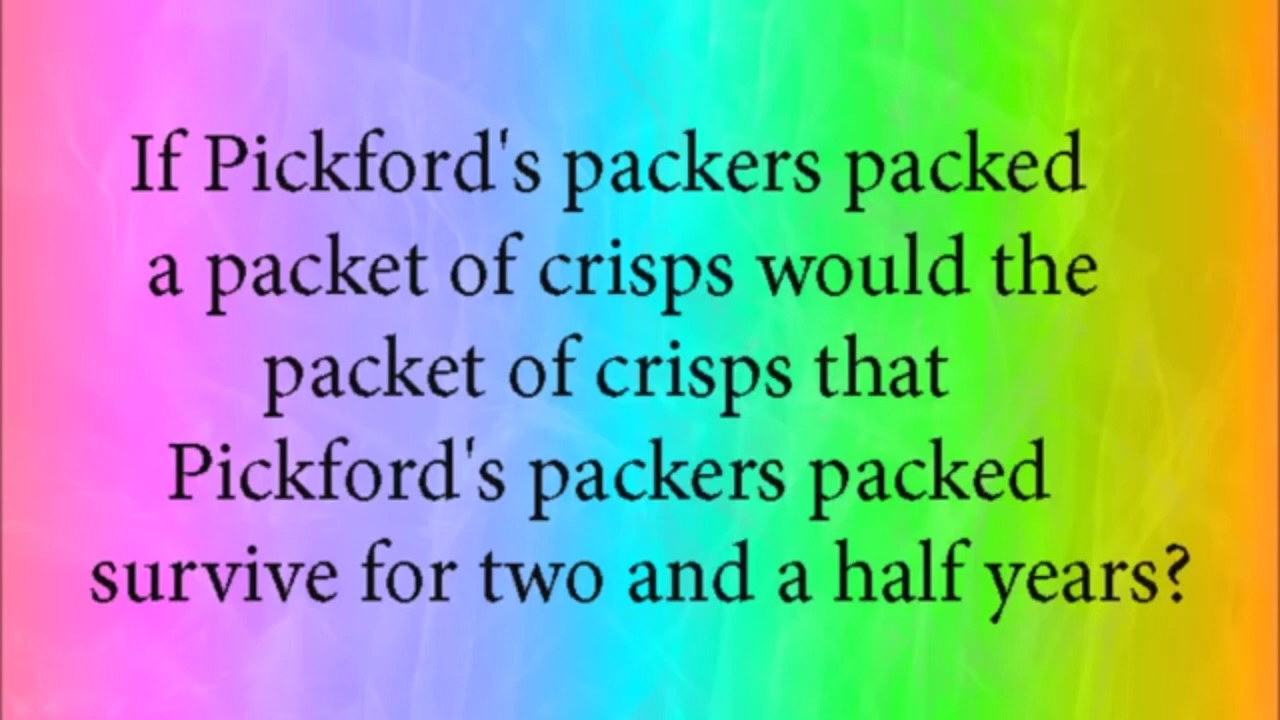 If Pickford's packers packed
a packet of crisps would the
packet of crisps that
Pickford's packers packed
survive for two and a half years?